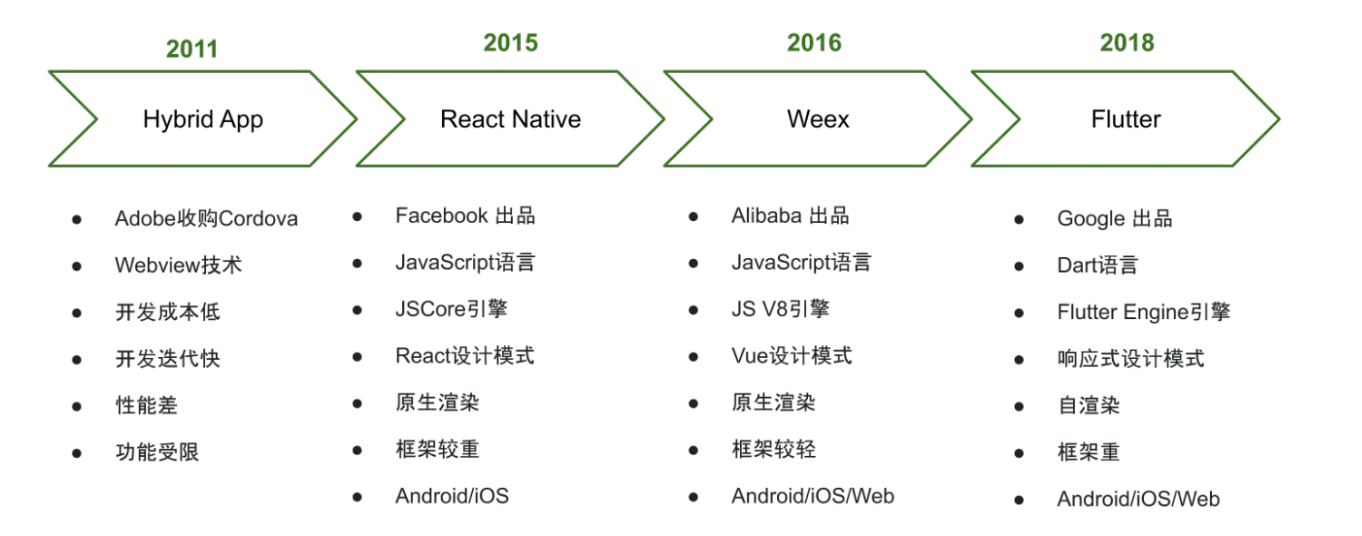 2011
Hybrid App
● Adobe收购Cordova
● Webview技术
● 开发成本低
● 开发迭代快
● 性能差
● 功能受限
2015
React Native
● Facebook 出品
● JavaScript语言
● JSCore引擎
● React设计模式
● 原生渲染
● 框架较重
● Android/iOS
2016
Weex
● Alibaba 出品
● JavaScript语言
● JS V8引擎
● Vue设计模式
● 原生渲染
● 框架较轻
● Android/iOS/Web
2018
Flutter
● Google 出品
● Dart语言
● Flutter Engine引擎
● 响应式设计模式
● 自渲染
● 框架重
● Android/iOS/Web